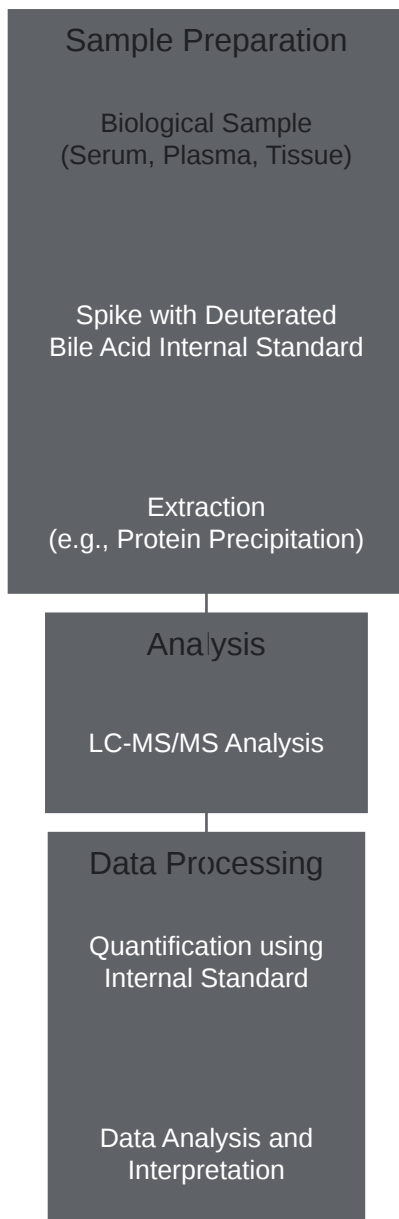 Sample Preparation
Biological Sample
(Serum, Plasma, Tissue)
Spike with Deuterated
Bile Acid Internal Standard
Extraction
(e.g., Protein Precipitation)
Analysis
LC-MS/MS Analysis
Data Processing
Quantification using
Internal Standard
Data Analysis and
Interpretation